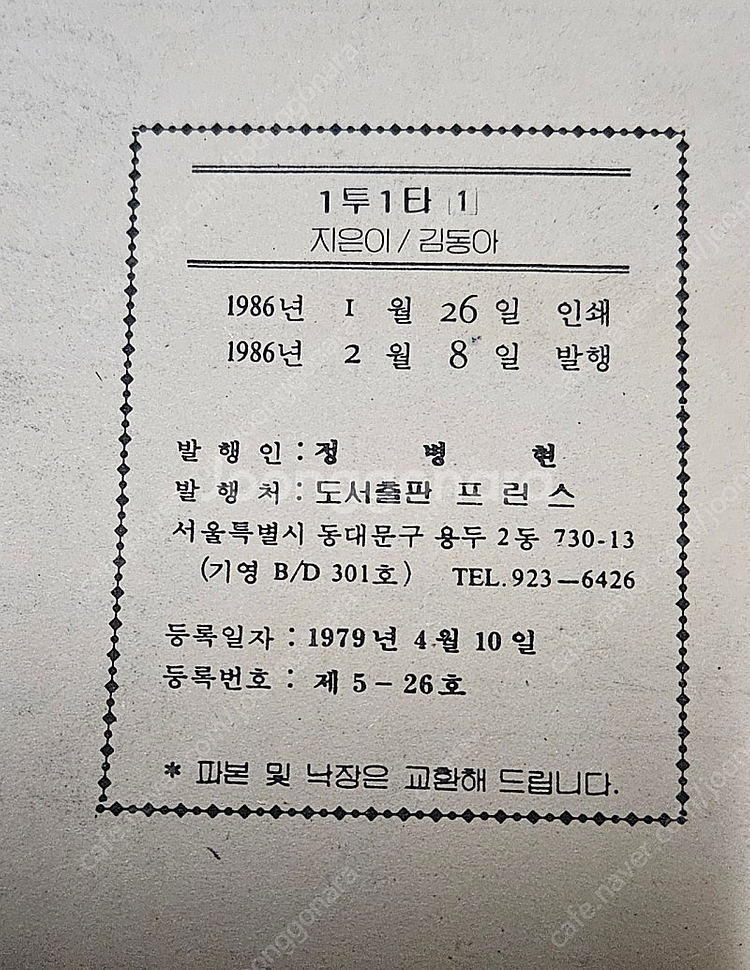 1투1타 [1]
지은이 / 김동아
1986년 1 월 26 일 인쇄
1986년 2 월 8 일 발행
발 행 인 : 정 병 현
발 행 처 : 도서출판 프 린 스
서울특별시 동대문구 용두 2동 730-13
(기영 B/D 301호) TEL. 923-6426
등록일자 : 1979년 4월 10일
등록번호 : 제 5-26호
* 파본 및 낙장은 교환해 드립니다.